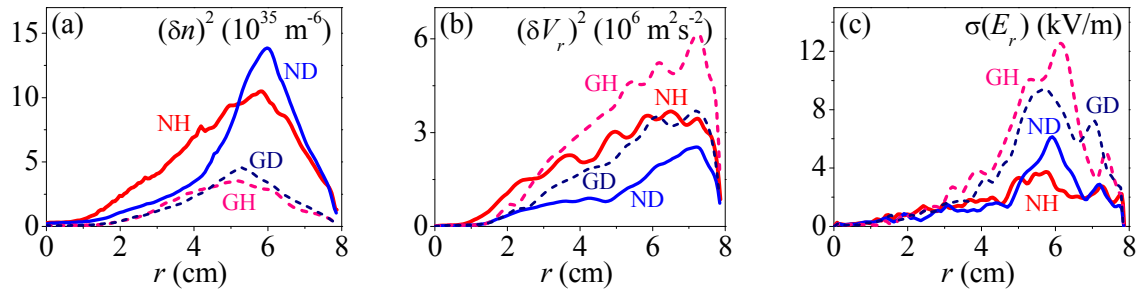 (a) (δn)² (10³⁵ m⁻⁶)
15
10
5
0
ND
NH
GD
GH
0 2 4 6 8
r (cm)
(b) (δVᵣ)² (10⁶ m²s⁻²)
6
3
0
GH
NH
GD
ND
0 2 4 6 8
r (cm)
(c) σ(Eᵣ) (kV/m)
12
8
4
0
GH
GD
ND
NH
0 2 4 6 8
r (cm)